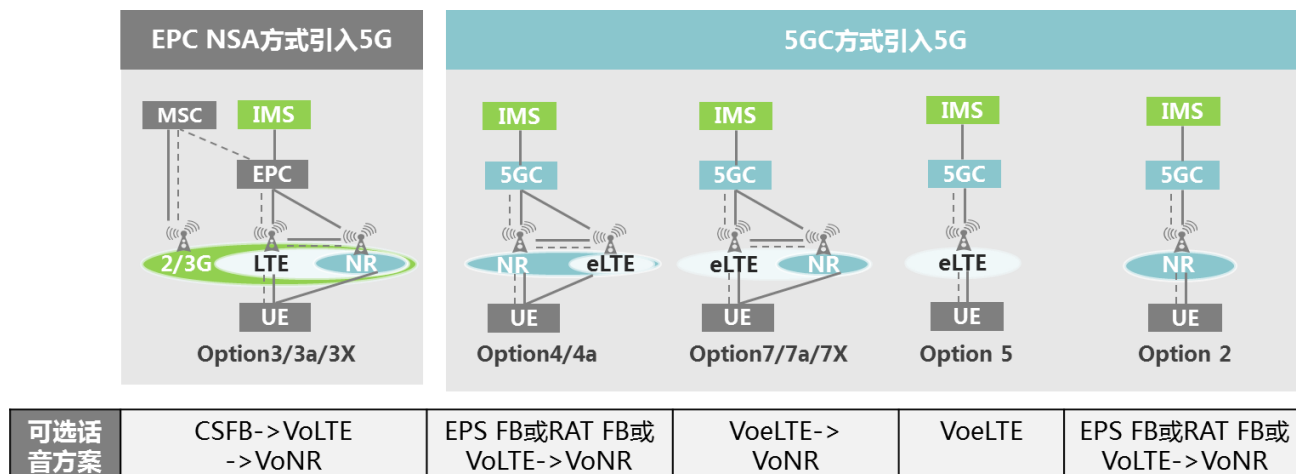 EPC NSA方式引入5G
5GC方式引入5G
MSC
IMS
IMS
IMS
IMS
IMS
EPC
5GC
5GC
5GC
5GC
2/3G
LTE
NR
NR
eLTE
eLTE
NR
eLTE
NR
UE
UE
UE
UE
UE
Option3/3a/3X
Option4/4a
Option7/7a/7X
Option 5
Option 2
可选话
音方案
CSFB->VoLTE
->VoNR
EPS FB或RAT FB或
VoLTE->VoNR
VoeLTE->
VoNR
VoeLTE
EPS FB或RAT FB或
VoLTE->VoNR